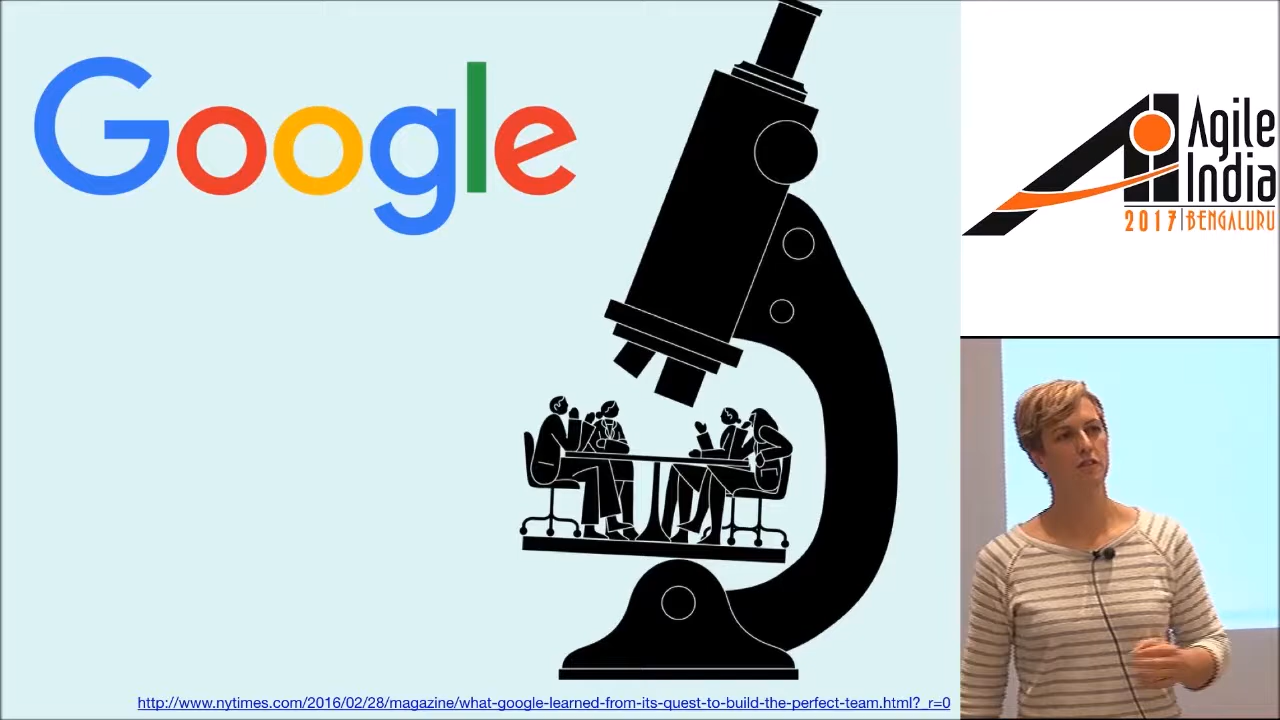 Google
Agile
India
2017 | BENGALURU
http://www.nytimes.com/2016/02/28/magazine/what-google-learned-from-its-quest-to-build-the-perfect-team.html?_r=0